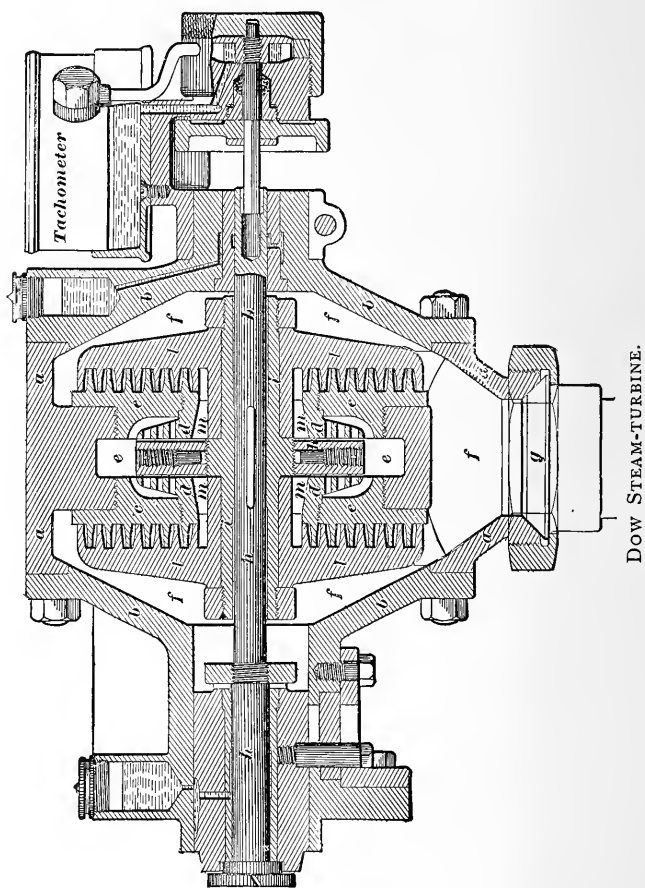 Tachometer
a a
b b
f f
l l
c c
d d
m m
e
h h h
e
m m
d d
c c
l l
f f
b b
f
a
g
DOW STEAM-TURBINE.